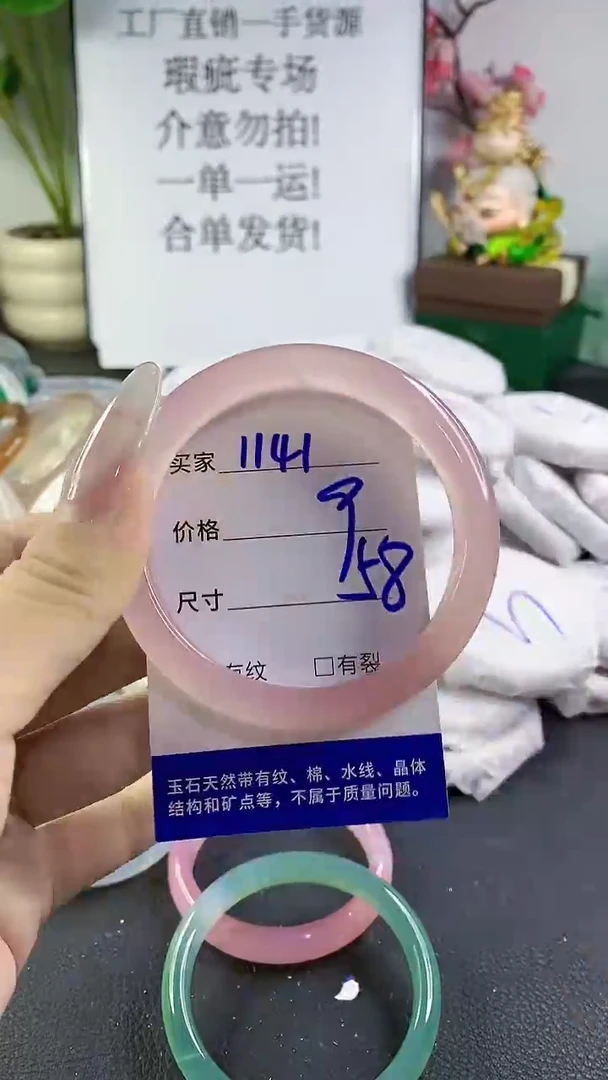 工厂直销一手货源
瑕疵专场
介意勿拍!
一单一运!
合单发货!
买家 1141
价格
尺寸 58
有纹 □有裂
玉石天然带有纹、棉、水线、晶体
结构和矿点等，不属于质量问题。